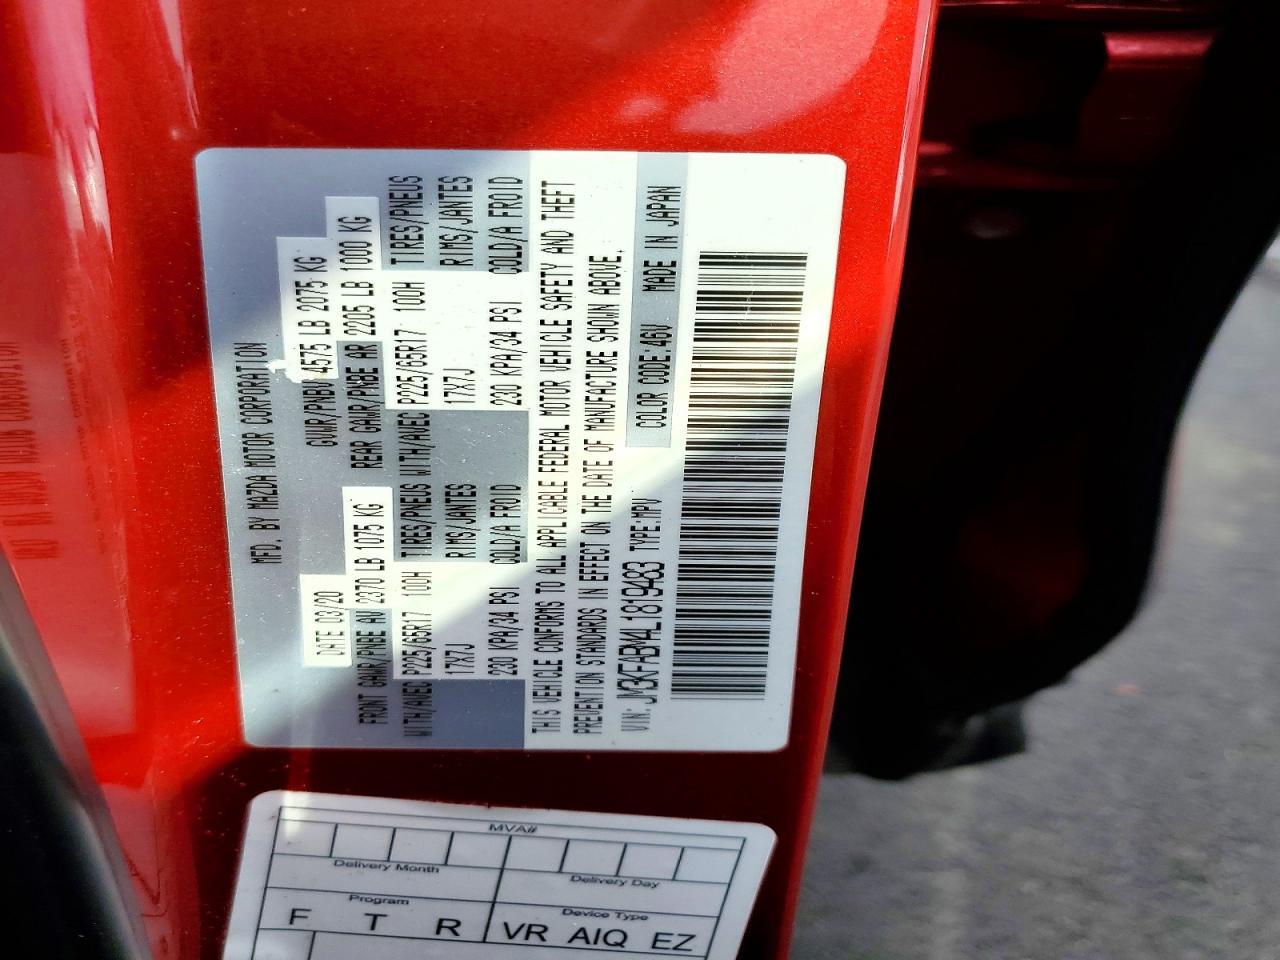 MFD. BY MAZDA MOTOR CORPORATION
DATE 03/20 GVWR/PNBV 4575 LB 2075 KG
FRONT GAWR/PNBE AV 2370 LB 1075 KG REAR GAWR/PNBE AR 2205 LB 1000 KG
WITH/AVEC P225/65R17 100H TIRES/PNEUS WITH/AVEC P225/65R17 100H TIRES/PNEUS
17X7J RIMS/JANTES 17X7J RIMS/JANTES
230 KPA/34 PSI COLD/A FROID 230 KPA/34 PSI COLD/A FROID
THIS VEHICLE CONFORMS TO ALL APPLICABLE FEDERAL MOTOR VEHICLE SAFETY AND THEFT
PREVENTION STANDARDS IN EFFECT ON THE DATE OF MANUFACTURE SHOWN ABOVE.
VIN: JM3KFABM4L1819483 TYPE:MPV COLOR CODE:46V MADE IN JAPAN
MVA#
Delivery Month Delivery Day
Program Device Type
F T R VR AIQ EZ